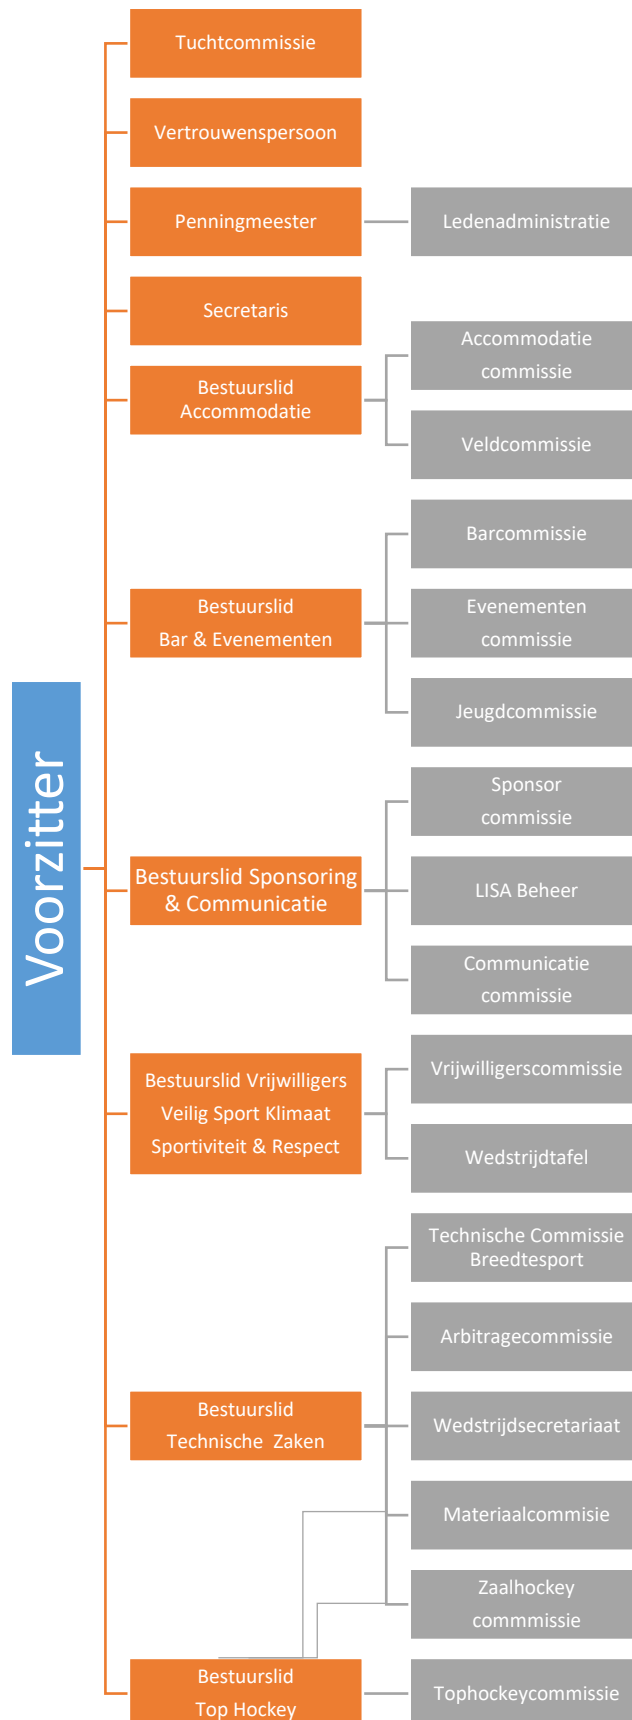 Voorzitter
Tuchtcommissie
Vertrouwenspersoon
Penningmeester
Ledenadministratie
Secretaris
Bestuurslid
Accommodatie
Accommodatie
commissie
Veldcommissie
Bestuurslid
Bar & Evenementen
Barcommissie
Evenementen
commissie
Jeugdcommissie
Bestuurslid Sponsoring
& Communicatie
Sponsor
commissie
LISA Beheer
Communicatie
commissie
Bestuurslid Vrijwilligers
Veilig Sport Klimaat
Sportiviteit & Respect
Vrijwilligerscommissie
Wedstrijdtafel
Bestuurslid
Technische Zaken
Technische Commissie
Breedtesport
Arbitragecommissie
Wedstrijdsecretariaat
Materiaalcommisie
Zaalhockey
commmissie
Bestuurslid
Top Hockey
Tophockeycommissie